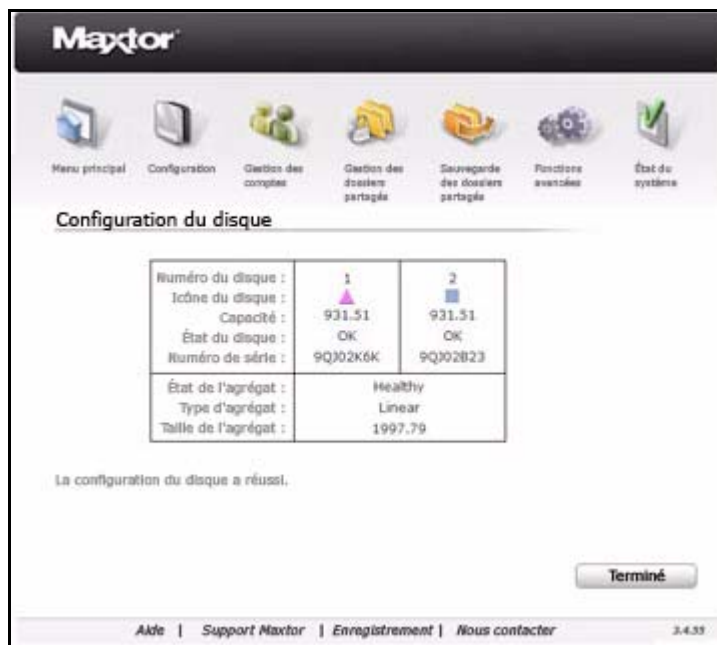 Maxtor
Menu principal
Configuration
Gestion des comptes
Gestion des dossiers partagés
Sauvegarde des dossiers partagés
Fonctions avancées
État du système
Configuration du disque
Numéro du disque : 1 2
Icône du disque :
Capacité : 931.51 931.51
État du disque : OK OK
Numéro de série : 9QJ02K6K 9QJ02B23
État de l'agrégat : Healthy
Type d'agrégat : Linear
Taille de l'agrégat : 1997.79
La configuration du disque a réussi.
Terminé
Aide | Support Maxtor | Enregistrement | Nous contacter